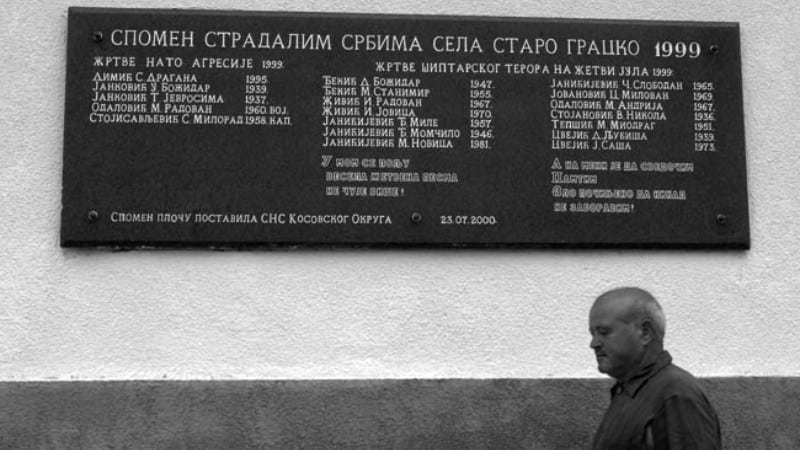 СПОМЕН СТРАДАЛИМ СРБИМА СЕЛА СТАРО ГРАЦКО 1999
ЖРТВЕ НАТО АГРЕСИЈЕ 1999.
ДИМИЋ С. ДРАГАНА 1995.
ЈАНКОВИЋ У. БОЖИДАР 1939.
ЈАНКОВИЋ Т. ЈЕВРОСИМА 1937.
ОДАЛОВИЋ М. РАДОВАН 1960. ВОЈ.
СТОЈИСАВЉЕВИЋ С. МИЛОРАД 1958. КАП.
ЖРТВЕ ШИПТАРСКОГ ТЕРОРА НА ЖЕТВИ ЈУЛА 1999.
ЂЕКИЋ Д. БОЖИДАР 1947.
ЂЕКИЋ М. СТАНИМИР 1955.
ЖИВИЋ И. РАДОВАН 1967.
ЖИВИЋ И. ЈОВИЦА 1970.
ЈАНИЋИЈЕВИЋ Ђ. МИЛЕ 1957.
ЈАНИЋИЈЕВИЋ Ђ. МОМЧИЛО 1946.
ЈАНИЋИЈЕВИЋ М. НОВИЦА 1981.
ЈАНИЋИЈЕВИЋ Ч. СЛОБОДАН 1965.
ЈОВАНОВИЋ Ц. МИЛОВАН 1969.
ОДАЛОВИЋ М. АНДРИЈА 1967.
СТОЈАНОВИЋ В. НИКОЛА 1936.
ТЕПШИЋ М. МИОДРАГ 1951.
ЦВЕЈИЋ Д. ЉУБИША 1939.
ЦВЕЈИЋ Ј. САША 1973.
У МОМ СЕ ПОЉУ
ВЕСЕЛА ЖЕТВЕНА ПЕСМА
НЕ ЧУЈЕ ВИШЕ!
А НА МЕНИ ЈЕ ДА СВЕДОЧИМ
ПАМТИМ
ЗЛО ПОЧИЊЕНО ДА НИКАД
НЕ ЗАБОРАВИМ!
СПОМЕН ПЛОЧУ ПОСТАВИЛА СНС КОСОВСКОГ ОКРУГА 23.07.2000.